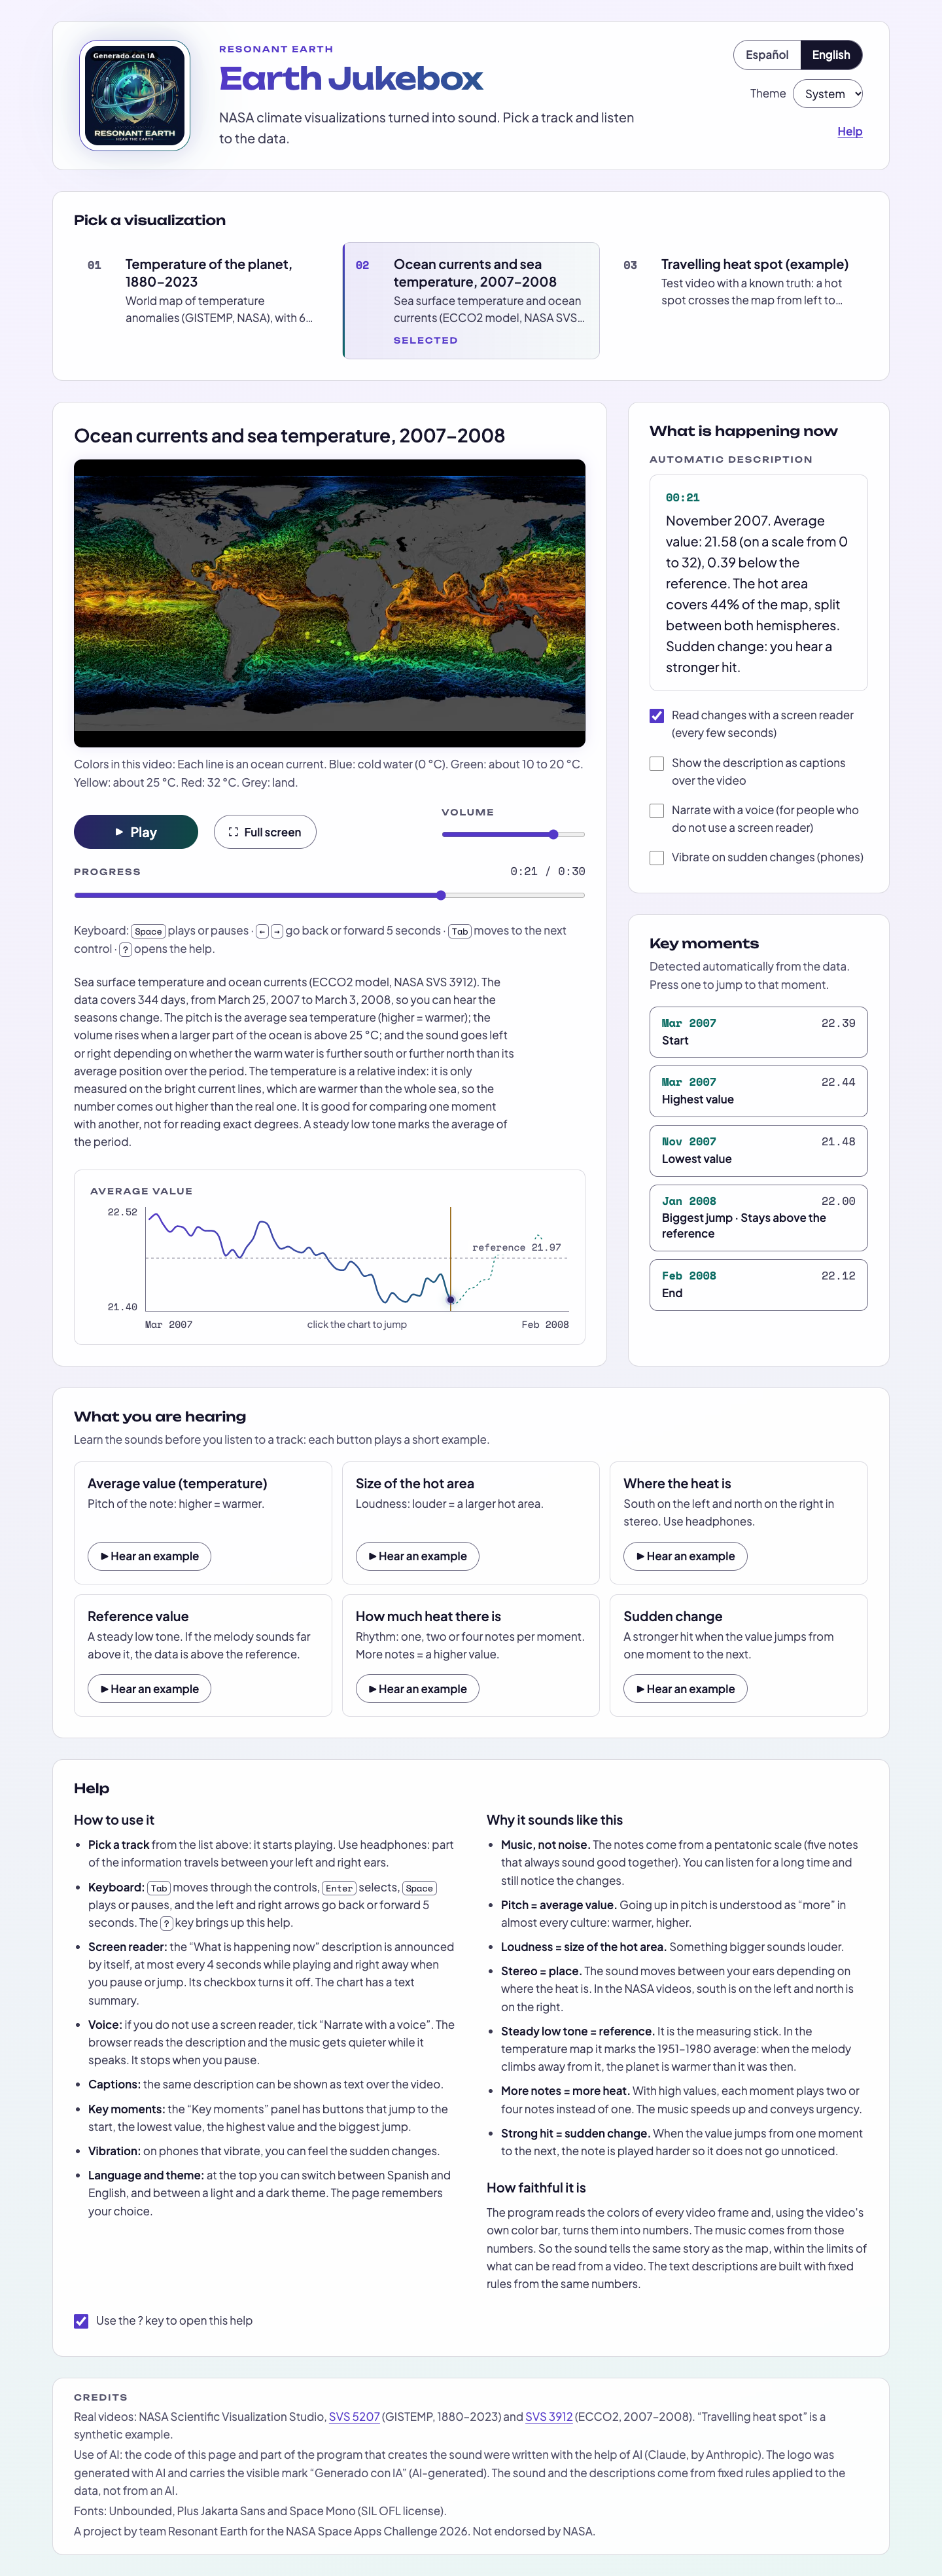 Generado con IA
RESONANT EARTH
HEAR THE EARTH
RESONANT EARTH
Earth Jukebox
NASA climate visualizations turned into sound. Pick a track and listen
to the data.
Español English
Theme System
Help
Pick a visualization
01 Temperature of the planet,
1880–2023
World map of temperature
anomalies (GISTEMP, NASA), with 6…
02 Ocean currents and sea
temperature, 2007–2008
Sea surface temperature and ocean
currents (ECCO2 model, NASA SVS…
SELECTED
03 Travelling heat spot (example)
Test video with a known truth: a hot
spot crosses the map from left to…
Ocean currents and sea temperature, 2007–2008
Colors in this video: Each line is an ocean current. Blue: cold water (0 °C). Green: about 10 to 20 °C.
Yellow: about 25 °C. Red: 32 °C. Grey: land.
► Play
Full screen
VOLUME
PROGRESS 0:21 / 0:30
Keyboard: Space plays or pauses · ← → go back or forward 5 seconds · Tab moves to the next
control · ? opens the help.
Sea surface temperature and ocean currents (ECCO2 model, NASA SVS 3912). The
data covers 344 days, from March 25, 2007 to March 3, 2008, so you can hear the
seasons change. The pitch is the average sea temperature (higher = warmer); the
volume rises when a larger part of the ocean is above 25 °C; and the sound goes left
or right depending on whether the warm water is further south or further north than its
average position over the period. The temperature is a relative index: it is only
measured on the bright current lines, which are warmer than the whole sea, so the
number comes out higher than the real one. It is good for comparing one moment
with another, not for reading exact degrees. A steady low tone marks the average of
the period.
AVERAGE VALUE
22.52
reference 21.97
21.40
Mar 2007 click the chart to jump Feb 2008
What is happening now
AUTOMATIC DESCRIPTION
00:21
November 2007. Average
value: 21.58 (on a scale from 0
to 32), 0.39 below the
reference. The hot area
covers 44% of the map, split
between both hemispheres.
Sudden change: you hear a
stronger hit.
Read changes with a screen reader
(every few seconds)
Show the description as captions
over the video
Narrate with a voice (for people who
do not use a screen reader)
Vibrate on sudden changes (phones)
Key moments
Detected automatically from the data.
Press one to jump to that moment.
Mar 2007 22.39
Start
Mar 2007 22.44
Highest value
Nov 2007 21.48
Lowest value
Jan 2008 22.00
Biggest jump · Stays above the
reference
Feb 2008 22.12
End
What you are hearing
Learn the sounds before you listen to a track: each button plays a short example.
Average value (temperature)
Pitch of the note: higher = warmer.
► Hear an example
Size of the hot area
Loudness: louder = a larger hot area.
► Hear an example
Where the heat is
South on the left and north on the right in
stereo. Use headphones.
► Hear an example
Reference value
A steady low tone. If the melody sounds far
above it, the data is above the reference.
► Hear an example
How much heat there is
Rhythm: one, two or four notes per moment.
More notes = a higher value.
► Hear an example
Sudden change
A stronger hit when the value jumps from
one moment to the next.
► Hear an example
Help
How to use it
• Pick a track from the list above: it starts playing. Use headphones: part
of the information travels between your left and right ears.
• Keyboard: Tab moves through the controls, Enter selects, Space
plays or pauses, and the left and right arrows go back or forward 5
seconds. The ? key brings up this help.
• Screen reader: the “What is happening now” description is announced
by itself, at most every 4 seconds while playing and right away when
you pause or jump. Its checkbox turns it off. The chart has a text
summary.
• Voice: if you do not use a screen reader, tick “Narrate with a voice”. The
browser reads the description and the music gets quieter while it
speaks. It stops when you pause.
• Captions: the same description can be shown as text over the video.
• Key moments: the “Key moments” panel has buttons that jump to the
start, the lowest value, the highest value and the biggest jump.
• Vibration: on phones that vibrate, you can feel the sudden changes.
• Language and theme: at the top you can switch between Spanish and
English, and between a light and a dark theme. The page remembers
your choice.
Why it sounds like this
• Music, not noise. The notes come from a pentatonic scale (five notes
that always sound good together). You can listen for a long time and
still notice the changes.
• Pitch = average value. Going up in pitch is understood as “more” in
almost every culture: warmer, higher.
• Loudness = size of the hot area. Something bigger sounds louder.
• Stereo = place. The sound moves between your ears depending on
where the heat is. In the NASA videos, south is on the left and north is
on the right.
• Steady low tone = reference. It is the measuring stick. In the
temperature map it marks the 1951–1980 average: when the melody
climbs away from it, the planet is warmer than it was then.
• More notes = more heat. With high values, each moment plays two or
four notes instead of one. The music speeds up and conveys urgency.
• Strong hit = sudden change. When the value jumps from one moment
to the next, the note is played harder so it does not go unnoticed.
How faithful it is
The program reads the colors of every video frame and, using the video's
own color bar, turns them into numbers. The music comes from those
numbers. So the sound tells the same story as the map, within the limits of
what can be read from a video. The text descriptions are built with fixed
rules from the same numbers.
Use the ? key to open this help
CREDITS
Real videos: NASA Scientific Visualization Studio, SVS 5207 (GISTEMP, 1880–2023) and SVS 3912 (ECCO2, 2007–2008). “Travelling heat spot” is a
synthetic example.
Use of AI: the code of this page and part of the program that creates the sound were written with the help of AI (Claude, by Anthropic). The logo was
generated with AI and carries the visible mark “Generado con IA” (AI-generated). The sound and the descriptions come from fixed rules applied to the
data, not from an AI.
Fonts: Unbounded, Plus Jakarta Sans and Space Mono (SIL OFL license).
A project by team Resonant Earth for the NASA Space Apps Challenge 2026. Not endorsed by NASA.